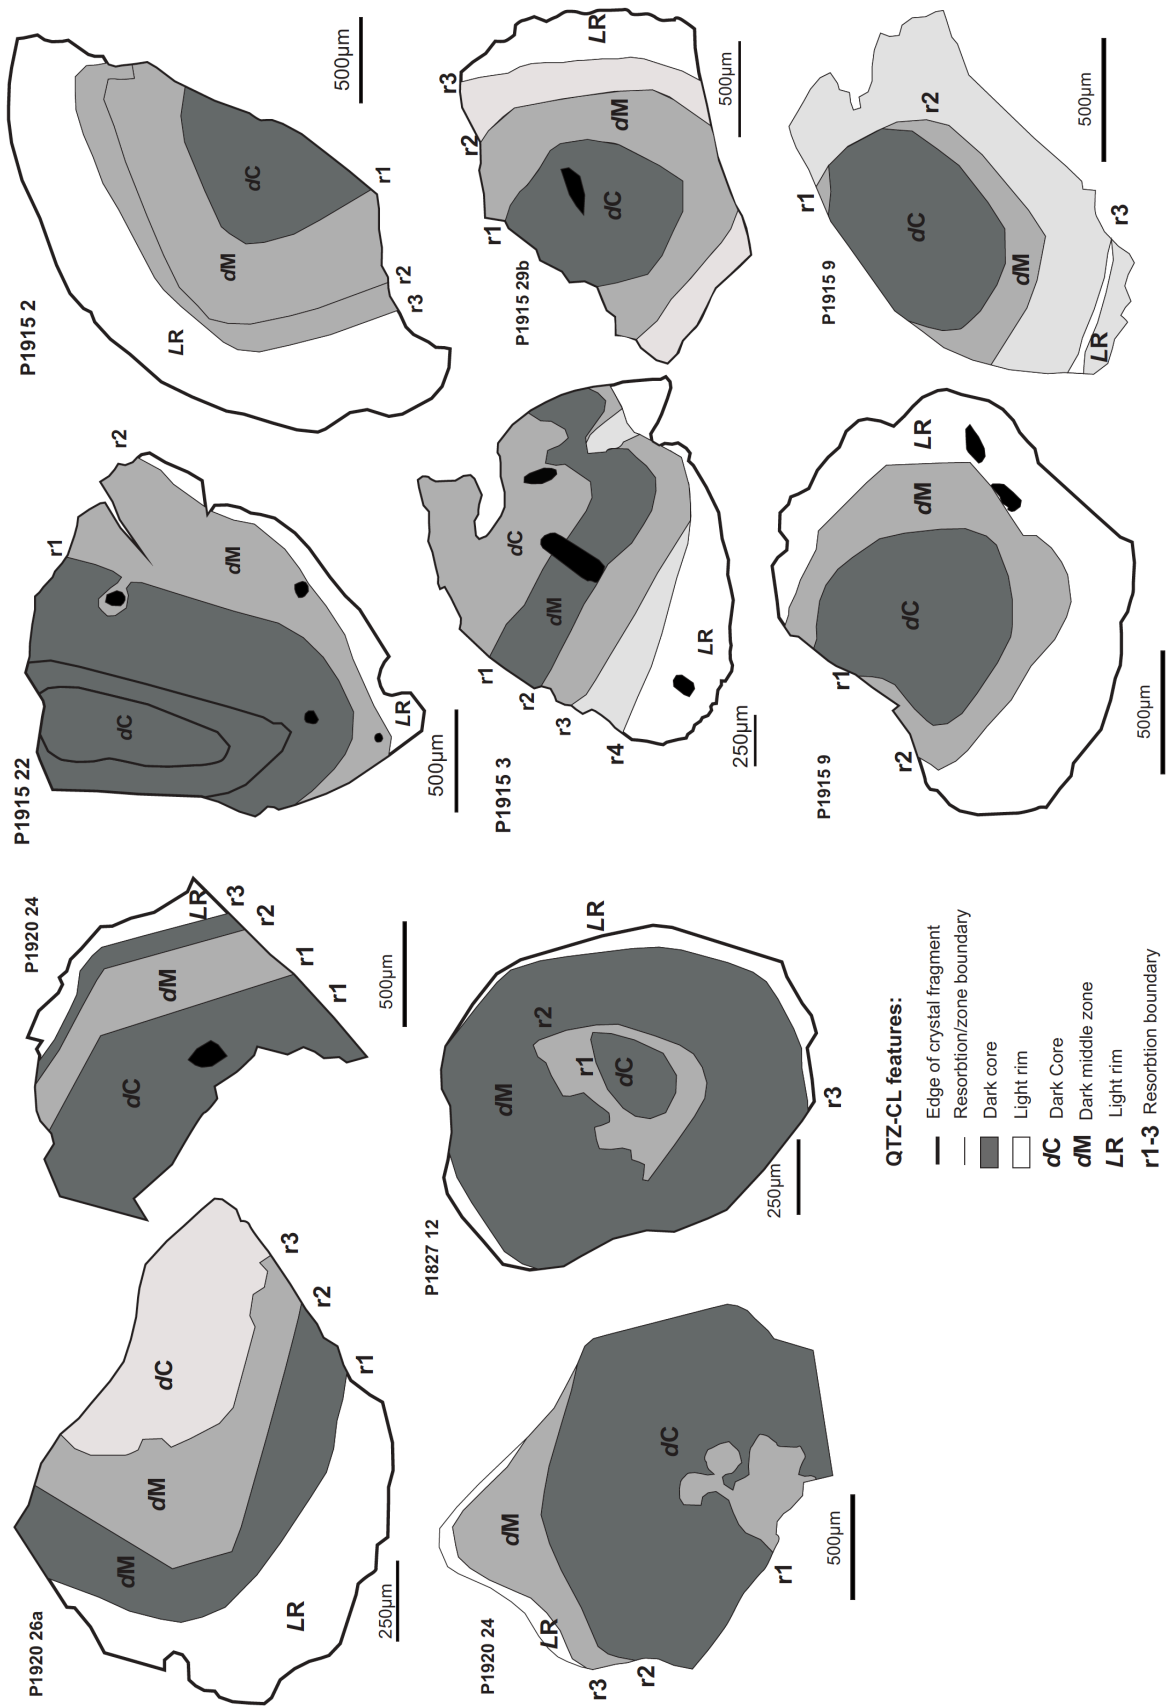 P1920 26a
dC
dM
dM
LR
r3
r2
r1
250µm
P1920 24
dC
dM
LR
r3
r2
r1
r1
500µm
P1915 22
dC
dM
LR
r1
r2
500µm
P1915 2
dC
dM
LR
r1
r2
r3
500µm
P1920 24
dM
dC
LR
r3
r2
r1
500µm
P1827 12
dM
dC
LR
r2
r1
r3
250µm
P1915 3
dC
dM
LR
r1
r2
r3
r4
250µm
P1915 29b
dC
dM
LR
r1
r2
r3
500µm
P1915 9
dC
dM
LR
r1
r2
500µm
P1915 9
dC
dM
LR
r1
r2
r3
500µm
QTZ-CL features:
Edge of crystal fragment
Resorbtion/zone boundary
Dark core
Light rim
dC Dark Core
dM Dark middle zone
LR Light rim
r1-3 Resorbtion boundary